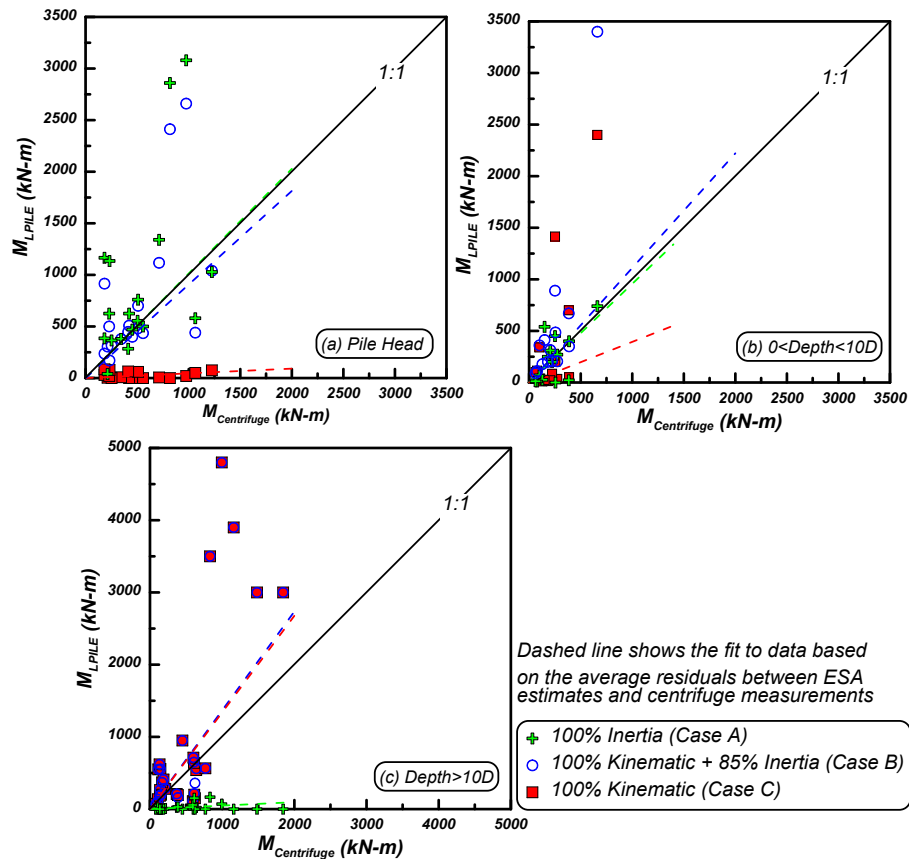 3500
3000
2500
2000
1500
1000
500
0
M_LPILE (kN-m)
1:1
(a) Pile Head
0 500 1000 1500 2000 2500 3000 3500
M_Centrifuge (kN-m)
3500
3000
2500
2000
1500
1000
500
0
M_LPILE (kN-m)
1:1
(b) 0<Depth<10D
0 500 1000 1500 2000 2500 3000 3500
M_Centrifuge (kN-m)
5000
4000
3000
2000
1000
0
M_LPILE (kN-m)
1:1
(c) Depth>10D
0 1000 2000 3000 4000 5000
M_Centrifuge (kN-m)
Dashed line shows the fit to data based
on the average residuals between ESA
estimates and centrifuge measurements
100% Inertia (Case A)
100% Kinematic + 85% Inertia (Case B)
100% Kinematic (Case C)